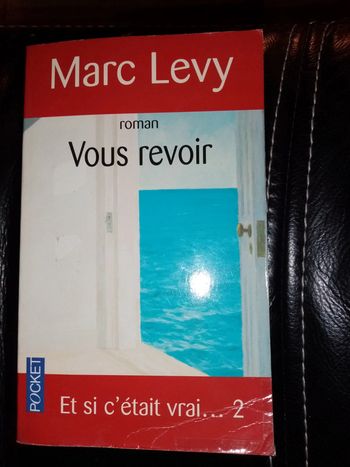 Marc Levy
roman
Vous revoir
POCKET
Et si c'était vrai... 2